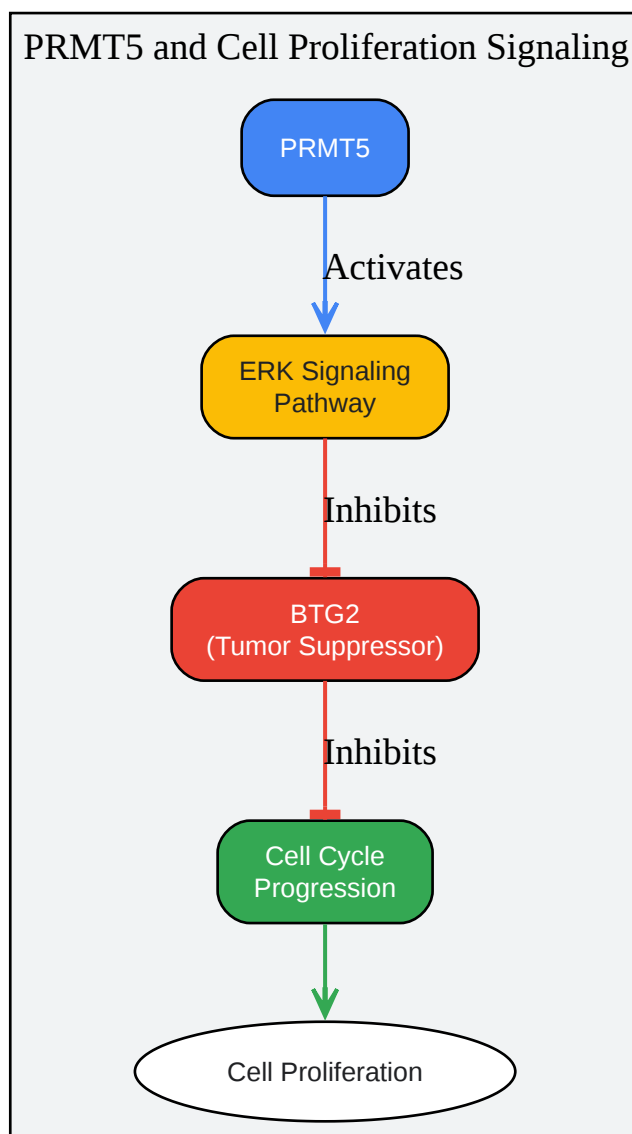 PRMT5 and Cell Proliferation Signaling
PRMT5
Activates
ERK Signaling
Pathway
Inhibits
BTG2
(Tumor Suppressor)
Inhibits
Cell Cycle
Progression
Cell Proliferation